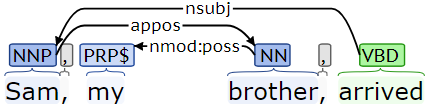 nsubj
appos
nmod:poss
NNP , PRP$ NN , VBD
Sam, my brother, arrived